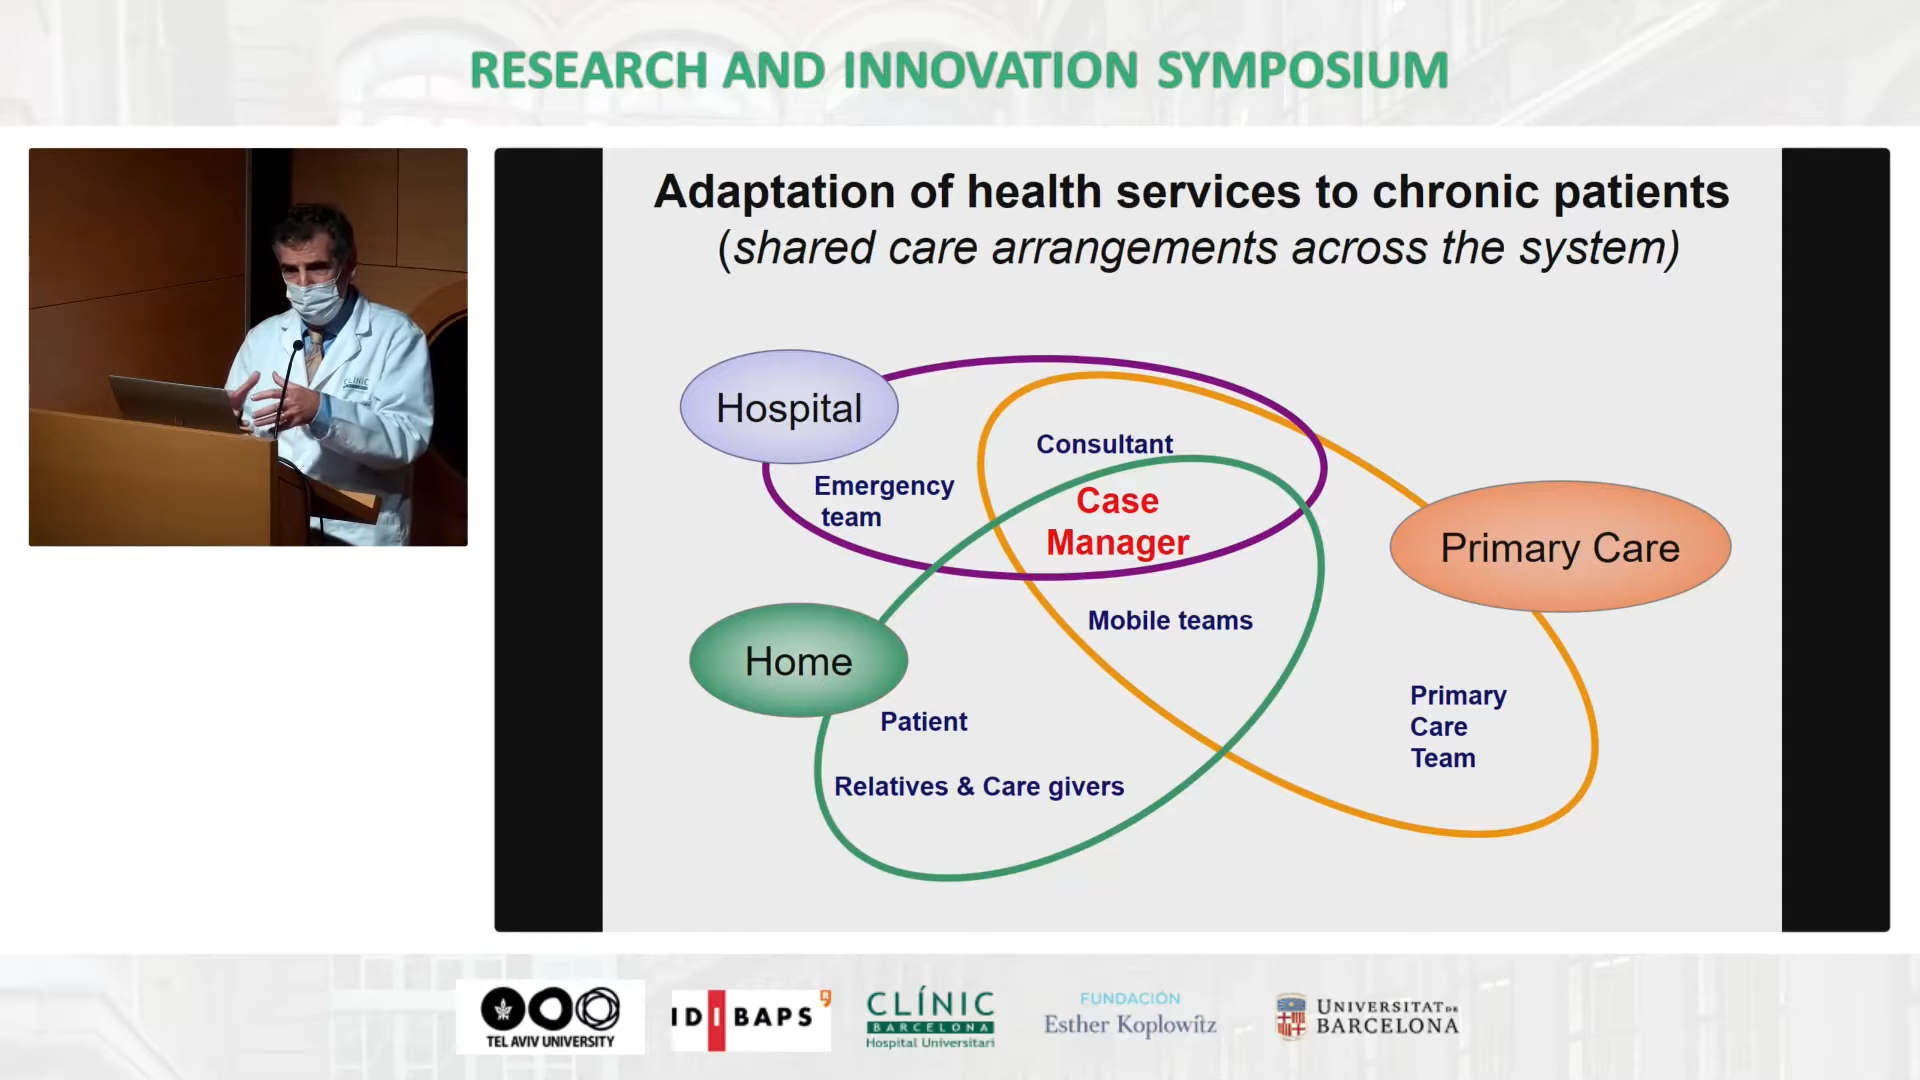 RESEARCH AND INNOVATION SYMPOSIUM
Adaptation of health services to chronic patients
(shared care arrangements across the system)
Hospital
Consultant
Emergency
team
Case
Manager
Primary Care
Mobile teams
Home
Patient
Primary
Care
Team
Relatives & Care givers
CLÍNIC
TEL AVIV UNIVERSITY
IDIBAPS
CLÍNIC
BARCELONA
Hospital Universitari
FUNDACIÓN
Esther Koplowitz
UNIVERSITAT DE
BARCELONA